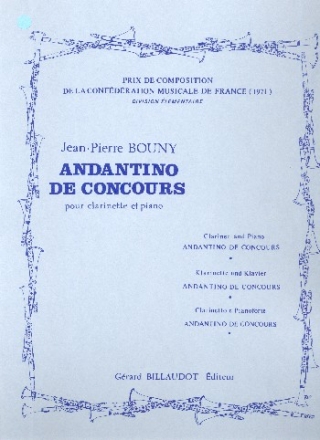 PRIX DE COMPOSITION
DE LA CONFÉDÉRATION MUSICALE DE FRANCE (1971)
DIVISION ÉLÉMENTAIRE
Jean-Pierre BOUNY
ANDANTINO
DE CONCOURS
pour clarinette et piano
Clarinet and Piano
ANDANTINO DE CONCOURS
Klarinette und Klavier
ANDANTINO DE CONCOURS
Clarinetto e Pianoforte
ANDANTINO DE CONCOURS
Gérard BILLAUDOT Éditeur